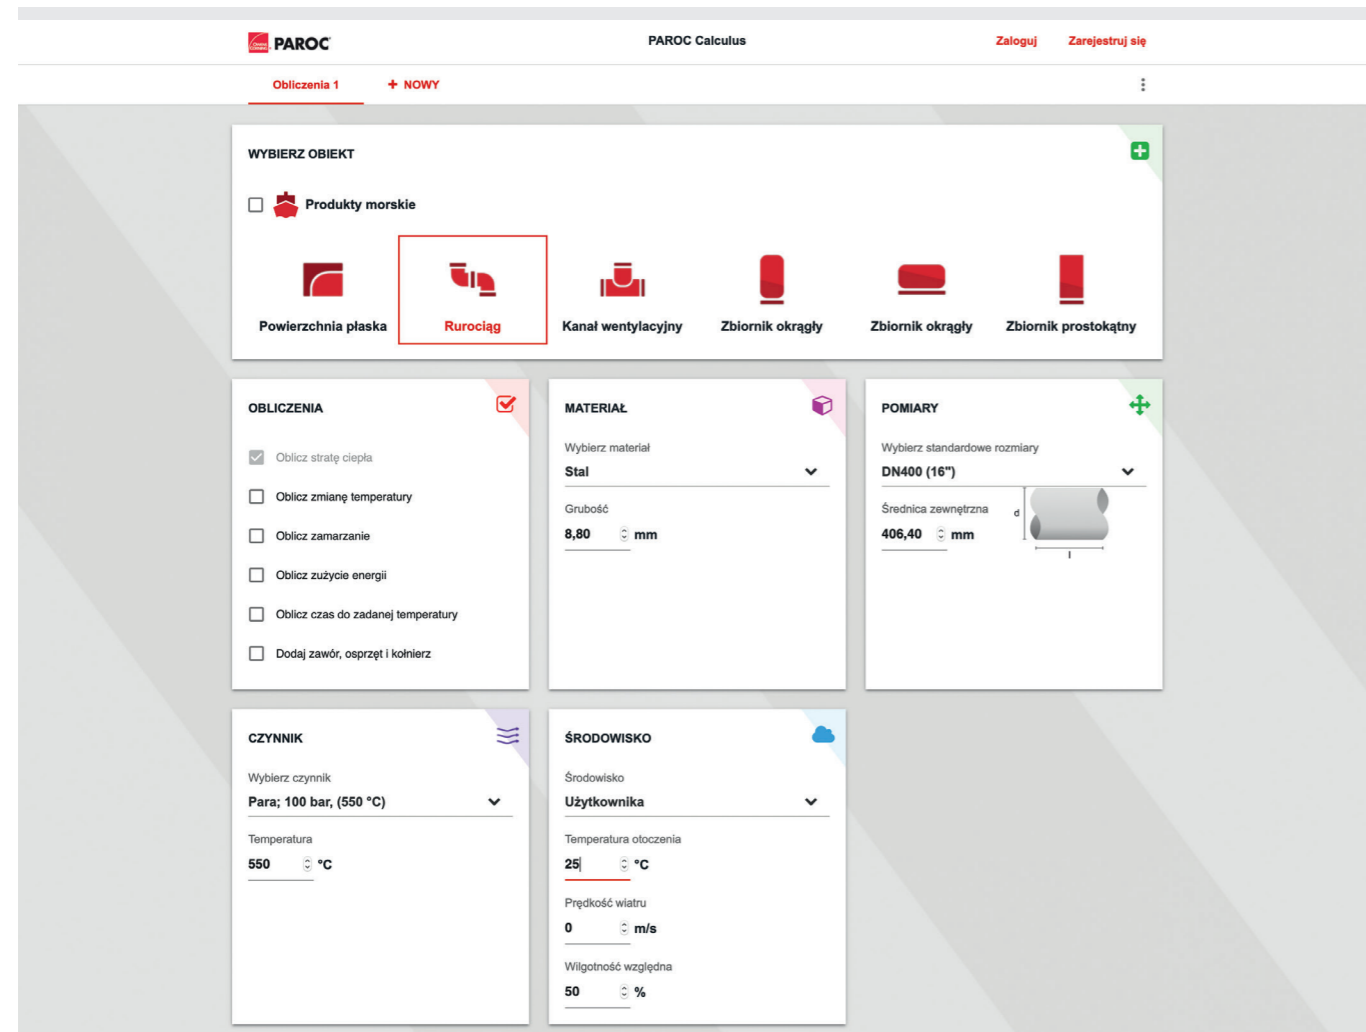 PAROC
PAROC Calculus
Zaloguj
Zarejestruj się
Obliczenia 1
+ NOWY
WYBIERZ OBIEKT
Produkty morskie
Powierzchnia płaska
Rurociąg
Kanał wentylacyjny
Zbiornik okrągły
Zbiornik okrągły
Zbiornik prostokątny
OBLICZENIA
Oblicz stratę ciepła
Oblicz zmianę temperatury
Oblicz zamarzanie
Oblicz zużycie energii
Oblicz czas do zadanej temperatury
Dodaj zawór, osprzęt i kołnierz
MATERIAŁ
Wybierz materiał
Stal
Grubość
8,80 mm
POMIARY
Wybierz standardowe rozmiary
DN400 (16")
Średnica zewnętrzna
406,40 mm
d
l
CZYNNIK
Wybierz czynnik
Para; 100 bar, (550 °C)
Temperatura
550 °C
ŚRODOWISKO
Środowisko
Użytkownika
Temperatura otoczenia
25 °C
Prędkość wiatru
0 m/s
Wilgotność względna
50 %